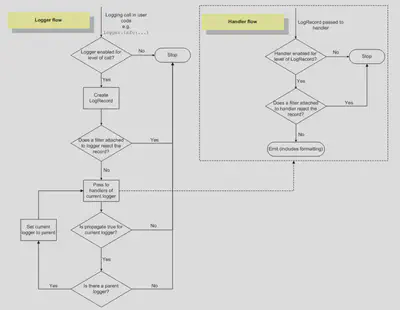 Logger flow
Logging call in user
code
e.g.
Logger.info(...)
Logger enabled for
level of call?
No
Stop
Yes
Create
LogRecord
Does a filter attached
to logger reject the
record?
Yes
No
Pass to
handlers of
current logger
Set current
logger to parent
Is propagate true for
current logger?
No
Yes
Is there a parent
logger?
Yes
No
Handler flow
LogRecord passed to
handler
Handler enabled for
level of LogRecord?
No
Stop
Yes
Does a filter attached
to handler reject the
record?
Yes
No
Emit (includes formatting)